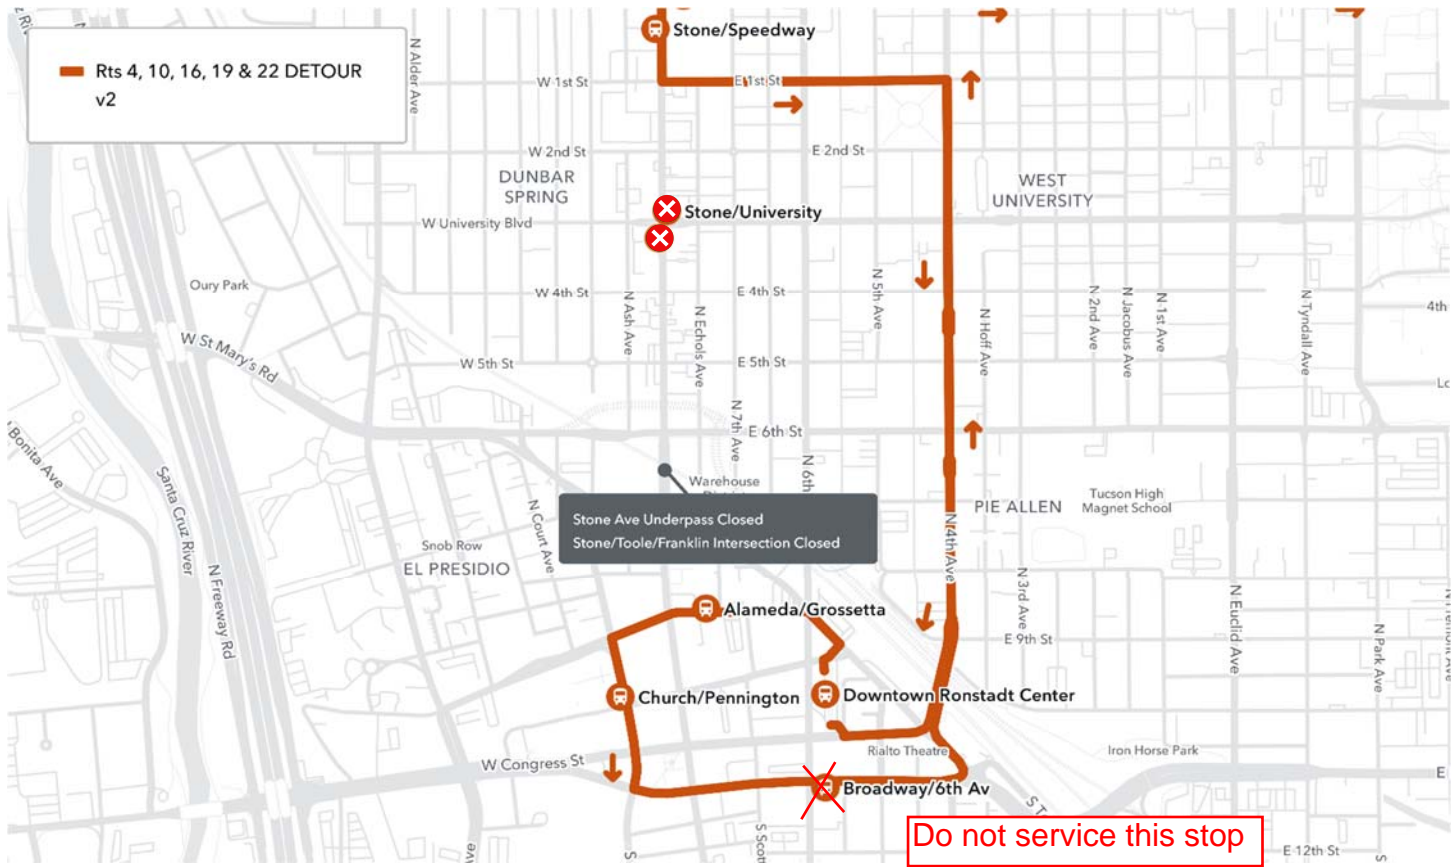 Rts 4, 10, 16, 19 & 22 DETOUR
v2
Stone/Speedway
N Alder Ave
W 1st St
E 1st St
W 2nd St
E 2nd St
DUNBAR
SPRING
WEST
UNIVERSITY
Stone/University
W University Blvd
Oury Park
W 4th St
E 4th St
N Ash Ave
N Echols Ave
N 5th Ave
N Hoff Ave
N 2nd Ave
N Jacobus Ave
N 1st Ave
N Tyndall Ave
4th
W St Mary's Rd
W 5th St
E 5th St
Bonita Ave
N 7th Ave
E 6th St
N 6th
Santa Cruz River
N Freeway Rd
Warehouse
Stone Ave Underpass Closed
Stone/Toole/Franklin Intersection Closed
N Court Ave
Snob Row
EL PRESIDIO
N 4th Ave
PIE ALLEN
Tucson High
Magnet School
N 3rd Ave
E 9th St
N Euclid Ave
N Park Ave
Alameda/Grossetta
Church/Pennington
Downtown Ronstadt Center
Rialto Theatre
Iron Horse Park
W Congress St
Broadway/6th Av
Do not service this stop
E 12th St